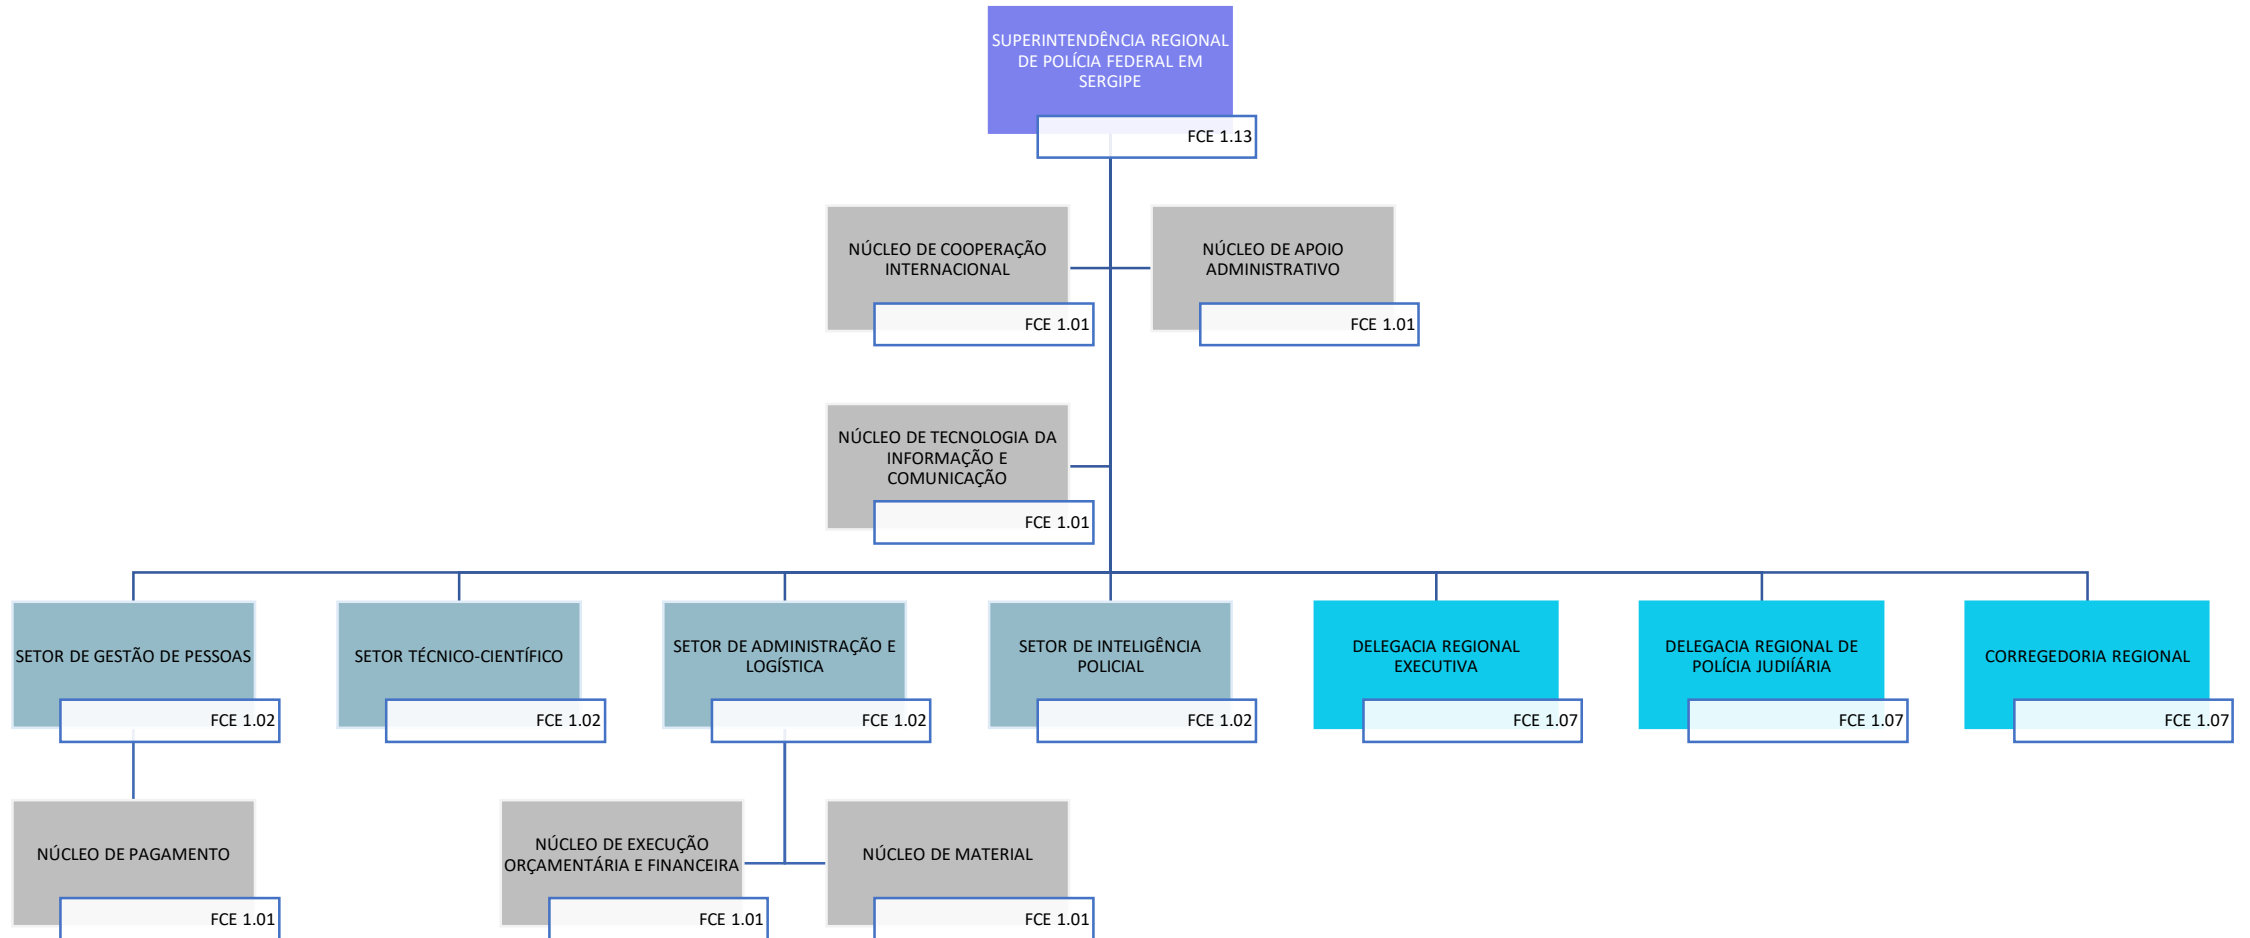 SUPERINTENDÊNCIA REGIONAL
DE POLÍCIA FEDERAL EM
SERGIPE
FCE 1.13
NÚCLEO DE COOPERAÇÃO
INTERNACIONAL
FCE 1.01
NÚCLEO DE APOIO
ADMINISTRATIVO
FCE 1.01
NÚCLEO DE TECNOLOGIA DA
INFORMAÇÃO E
COMUNICAÇÃO
FCE 1.01
SETOR DE GESTÃO DE PESSOAS
FCE 1.02
SETOR TÉCNICO-CIENTÍFICO
FCE 1.02
SETOR DE ADMINISTRAÇÃO E
LOGÍSTICA
FCE 1.02
SETOR DE INTELIGÊNCIA
POLICIAL
FCE 1.02
DELEGACIA REGIONAL
EXECUTIVA
FCE 1.07
DELEGACIA REGIONAL DE
POLÍCIA JUDIIÁRIA
FCE 1.07
CORREGEDORIA REGIONAL
FCE 1.07
NÚCLEO DE PAGAMENTO
FCE 1.01
NÚCLEO DE EXECUÇÃO
ORÇAMENTÁRIA E FINANCEIRA
FCE 1.01
NÚCLEO DE MATERIAL
FCE 1.01